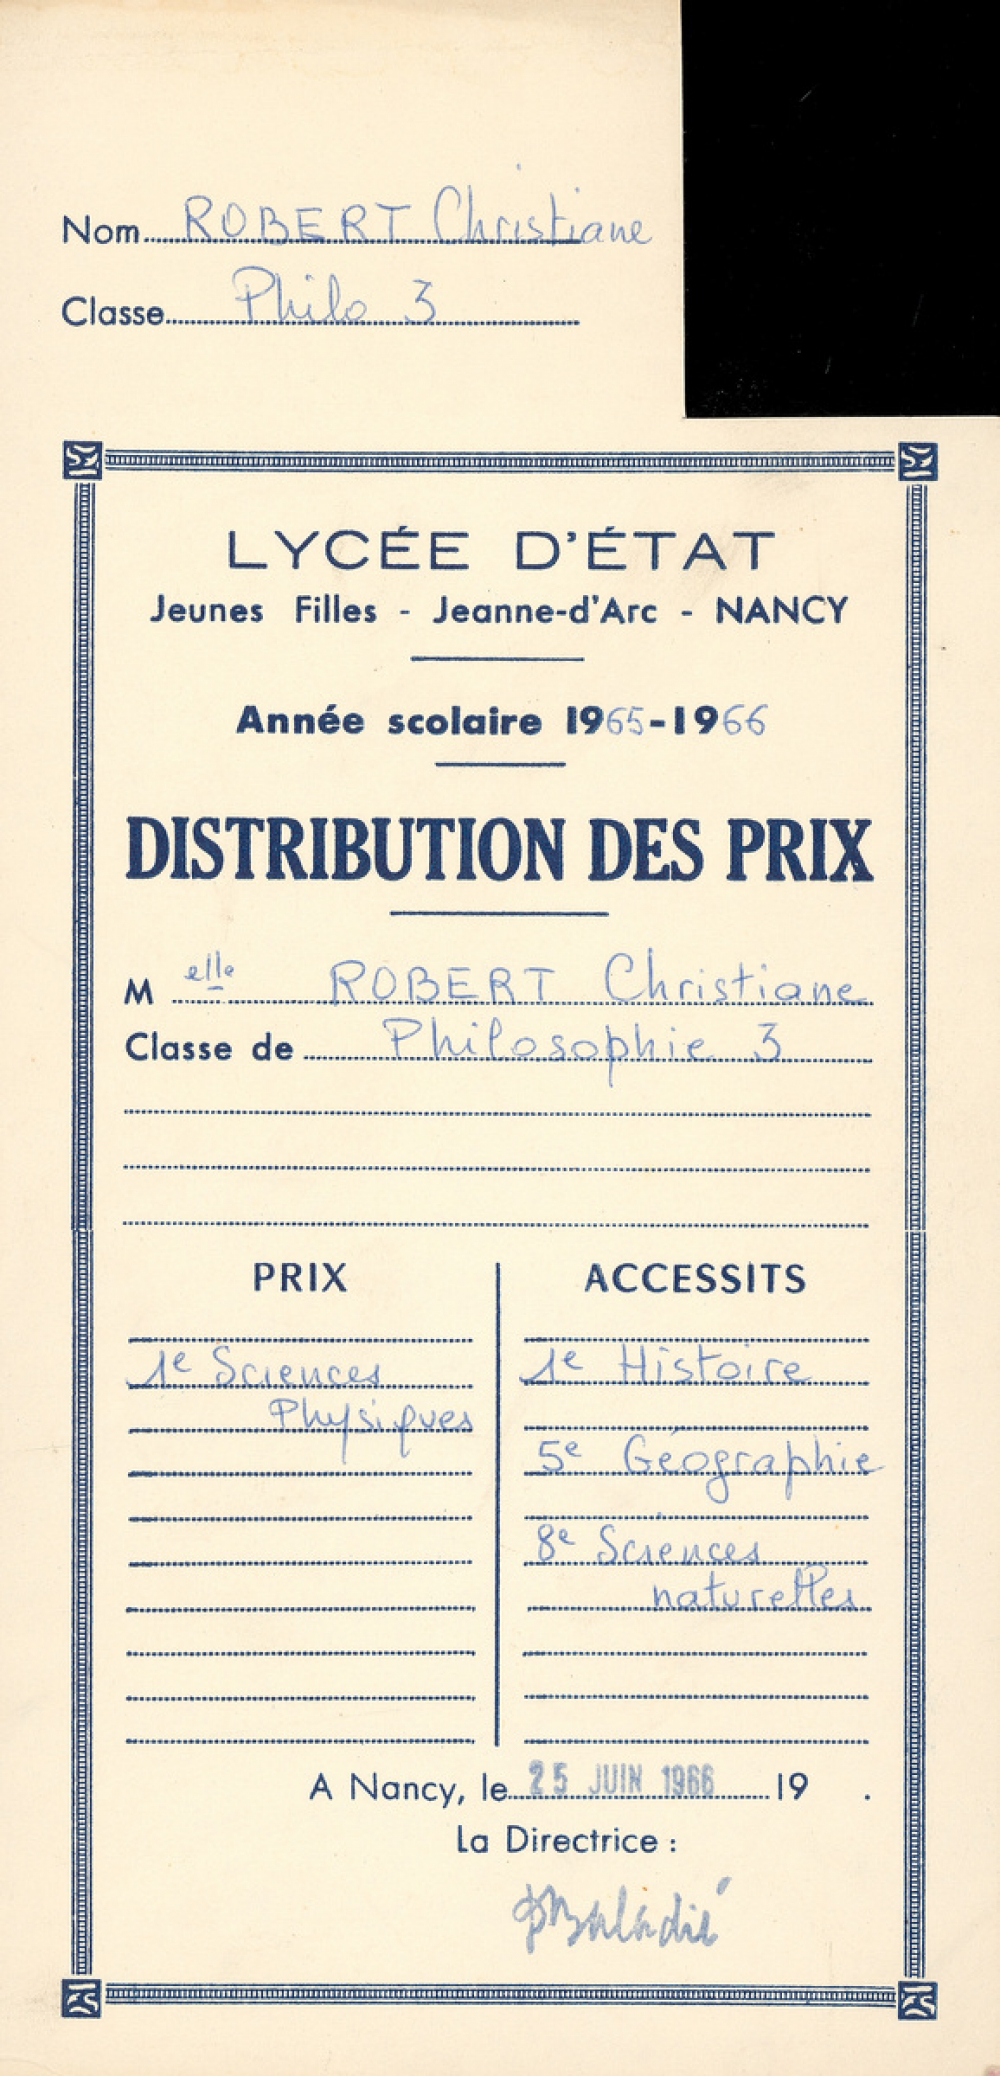 Nom ROBERT Christiane
Classe Philo 3
LYCÉE D'ÉTAT
Jeunes Filles - Jeanne-d'Arc - NANCY
Année scolaire 1965-1966
DISTRIBUTION DES PRIX
M elle ROBERT Christiane
Classe de Philosophie 3
PRIX
1e Sciences
Physiques
ACCESSITS
1e Histoire
5e Géographie
8e Sciences
naturelles
A Nancy, le 25 JUIN 1966 19 .
La Directrice :